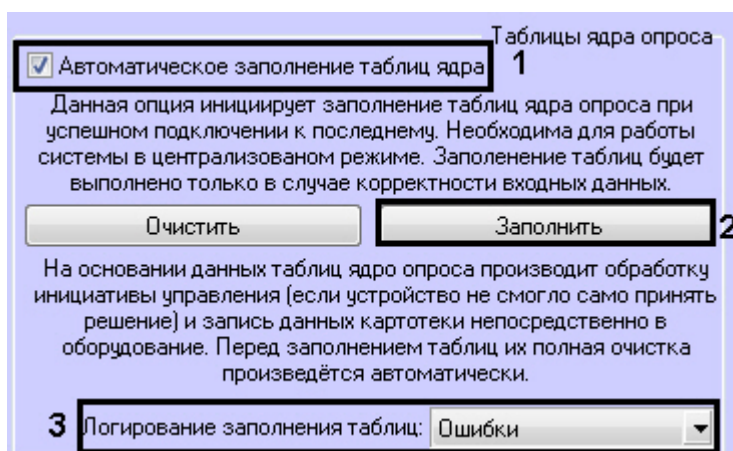 Таблицы ядра опроса
Автоматическое заполнение таблиц ядра 1
Данная опция инициирует заполнение таблиц ядра опроса при
успешном подключении к последнему. Необходима для работы
системы в централизованом режиме. Заполенение таблиц будет
выполнено только в случае корректности входных данных.
Очистить Заполнить 2
На основании данных таблиц ядро опроса производит обработку
инициативы управления (если устройство не смогло само принять
решение) и запись данных картотеки непосредственно в
оборудование. Перед заполнением таблиц их полная очистка
произведётся автоматически.
3 Логирование заполнения таблиц: Ошибки